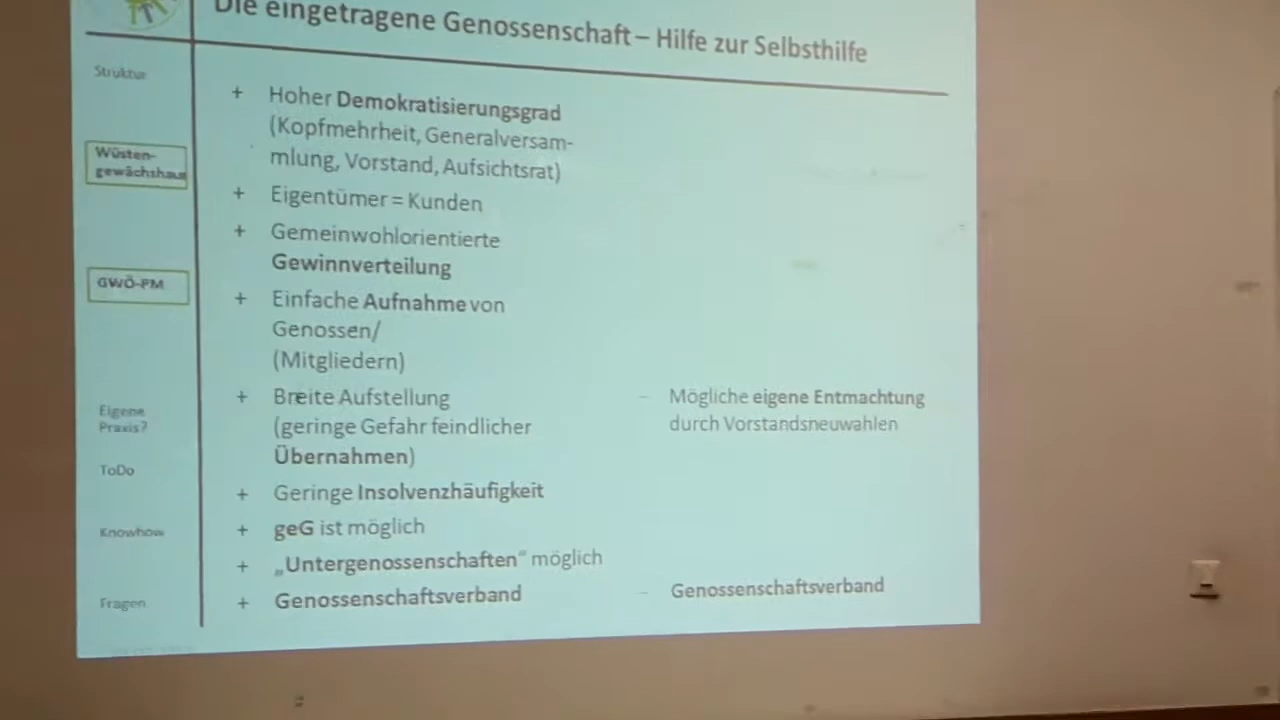 Die eingetragene Genossenschaft – Hilfe zur Selbsthilfe
Struktur
Wüsten-
gewächshaus
GWÖ-PM
Eigene
Praxis?
ToDo
Knowhow
Fragen
+ Hoher Demokratisierungsgrad
(Kopfmehrheit, Generalversam-
mlung, Vorstand, Aufsichtsrat)
+ Eigentümer = Kunden
+ Gemeinwohlorientierte
Gewinnverteilung
+ Einfache Aufnahme von
Genossen/
(Mitgliedern)
+ Breite Aufstellung
(geringe Gefahr feindlicher
Übernahmen)
+ Geringe Insolvenzhäufigkeit
+ geG ist möglich
+ „Untergenossenschaften“ möglich
+ Genossenschaftsverband
– Mögliche eigene Entmachtung
durch Vorstandsneuwahlen
– Genossenschaftsverband